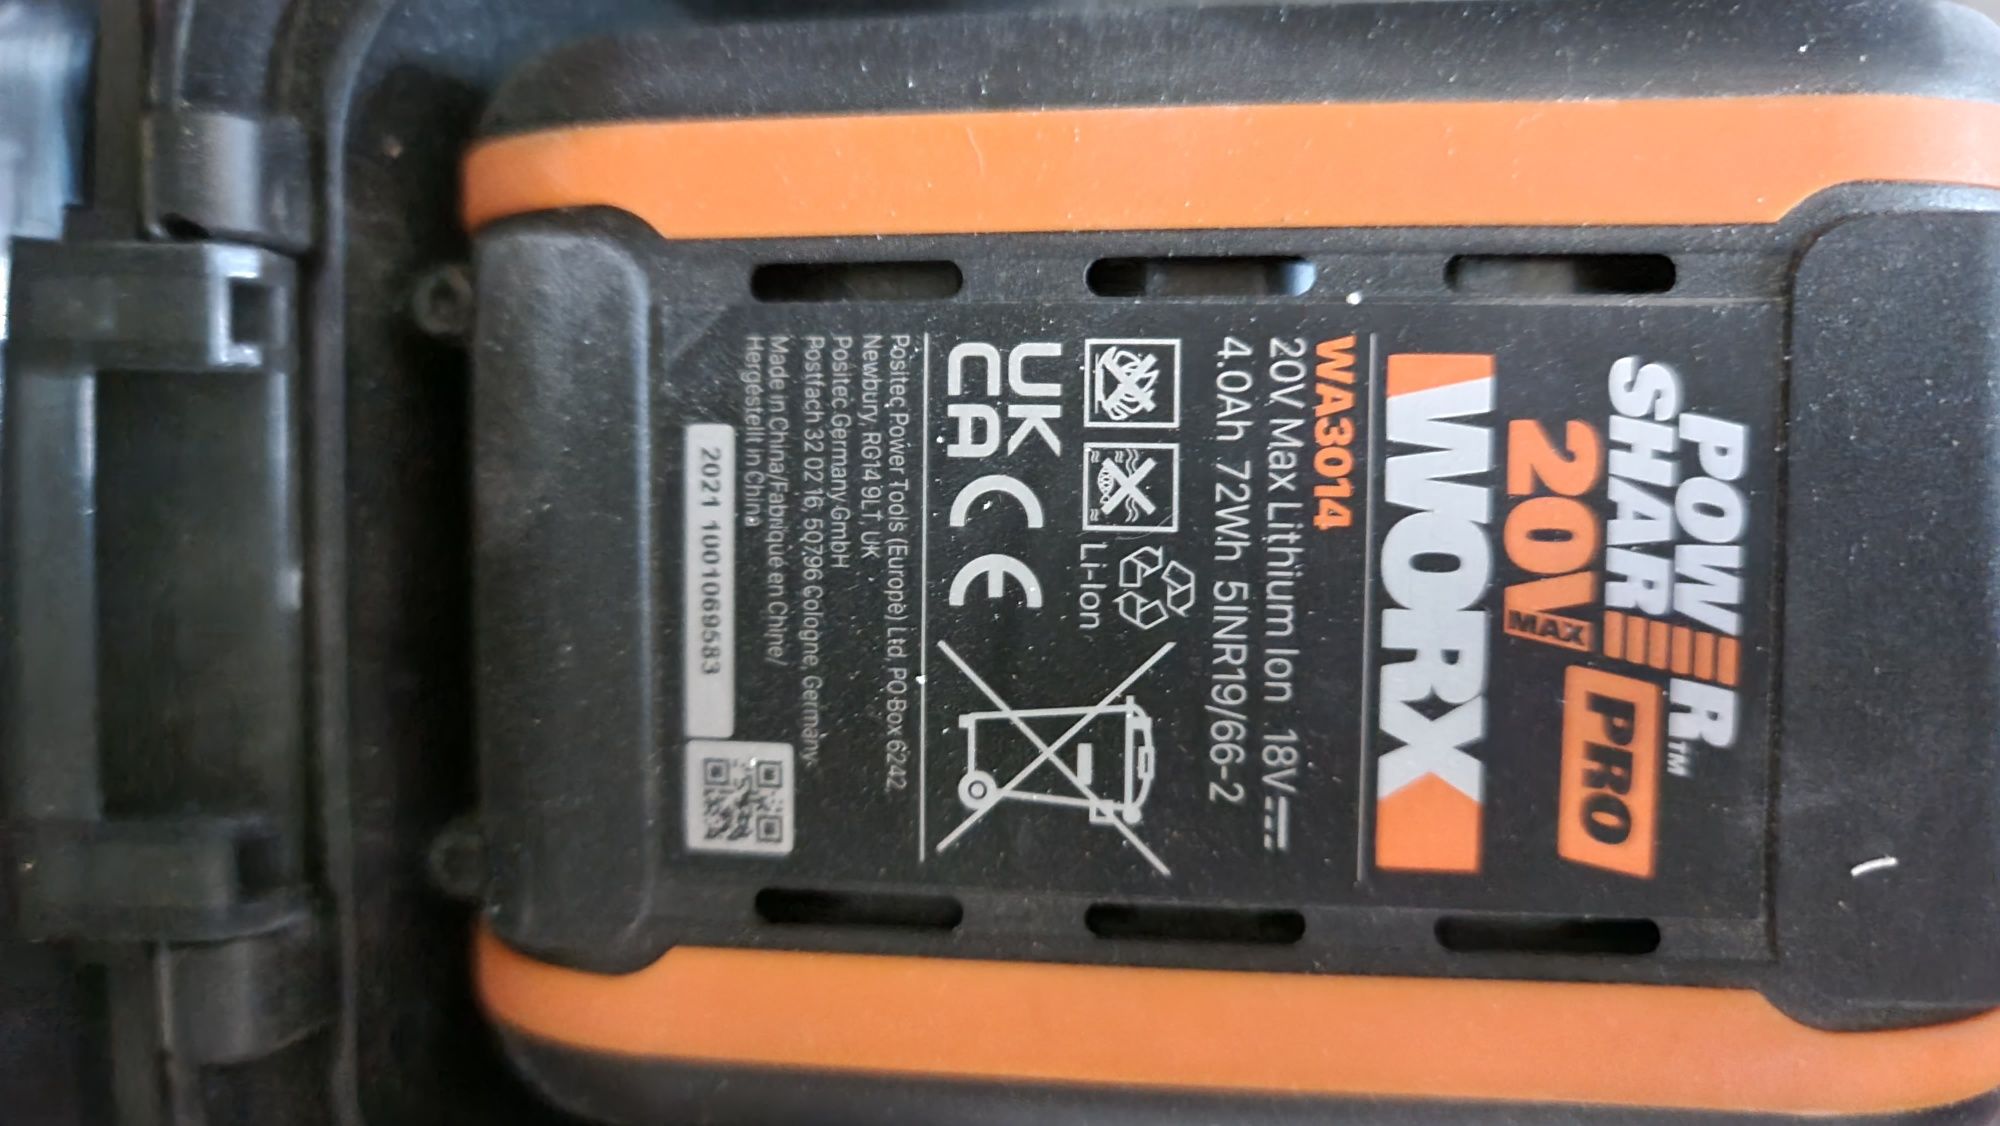 POWER
SHARE™
20V MAX PRO
WORX
WA3014
20V Max Lithium Ion 18V
4.0Ah 72Wh 5INR19/66-2
Li-Ion
UK
CA CE
Positec Power Tools (Europe) Ltd, PO Box 6242,
Newbury, RG14 9LT, UK
Positec Germany GmbH
Postfach 32 02 16, 50796 Cologne, Germany
Made in China/Fabriqué en Chine/
Hergestellt in China
2021 1001069583